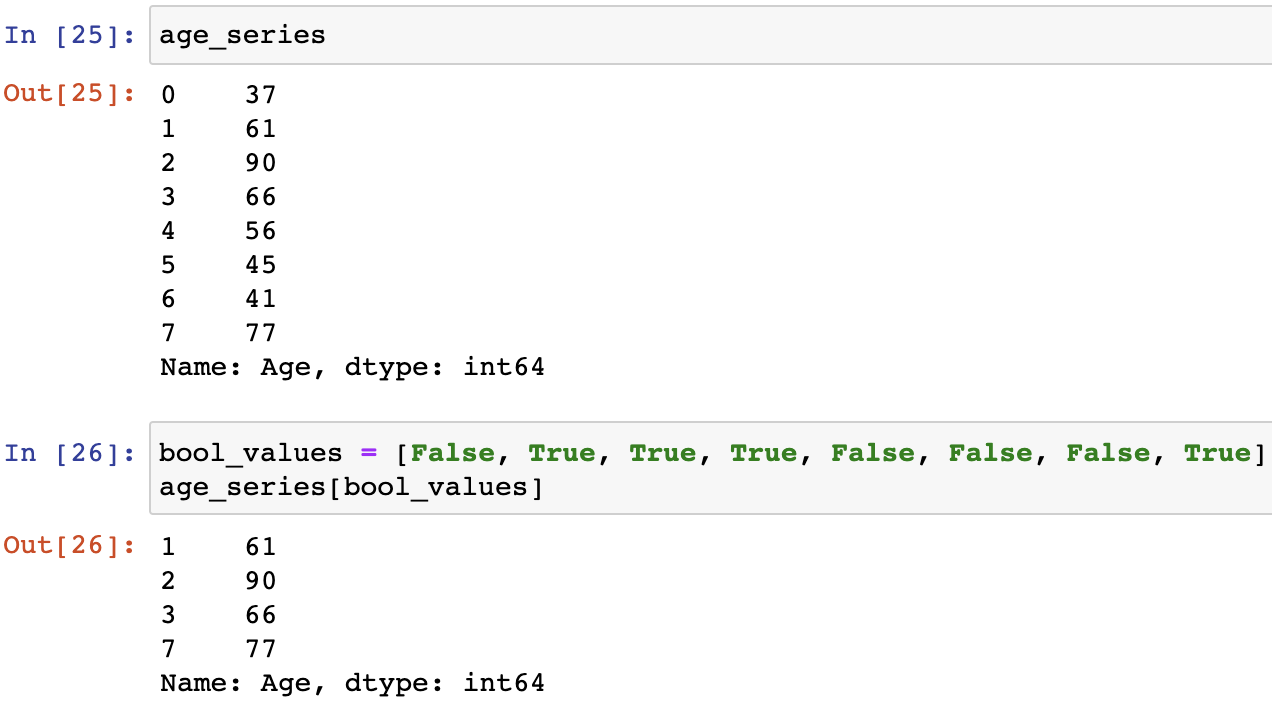 In [25]: age_series
Out[25]: 0    37
1    61
2    90
3    66
4    56
5    45
6    41
7    77
Name: Age, dtype: int64
In [26]: bool_values = [False, True, True, True, False, False, False, True]
age_series[bool_values]
Out[26]: 1    61
2    90
3    66
7    77
Name: Age, dtype: int64